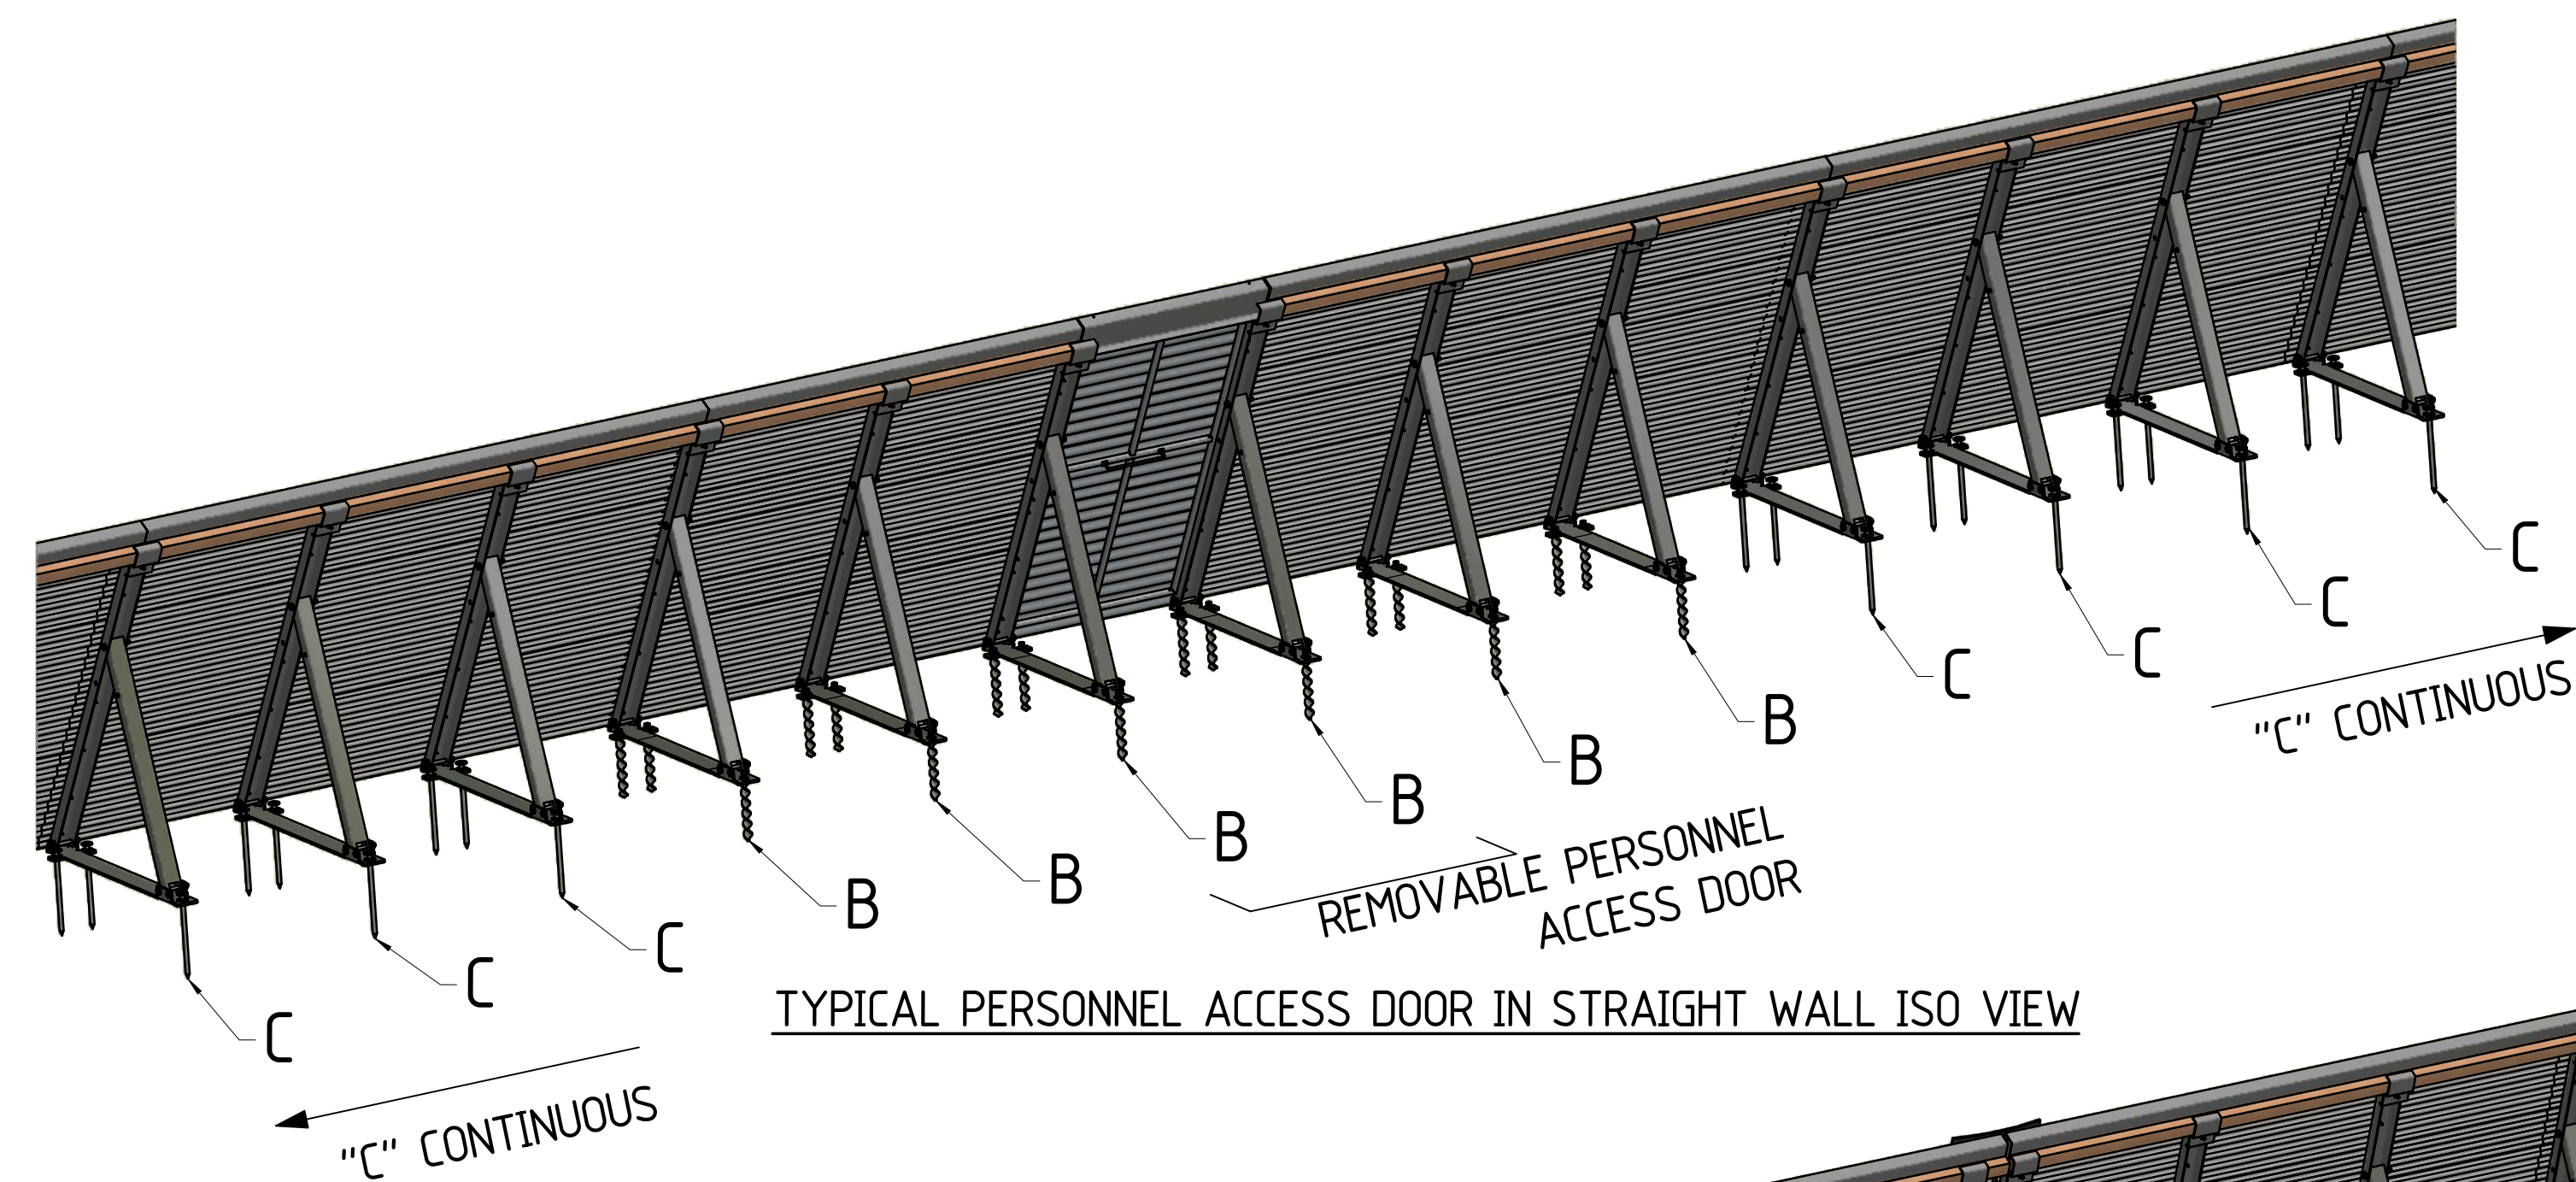 C
C
C
C
"C" CONTINUOUS
B
B
B
B
B
B
REMOVABLE PERSONNEL
ACCESS DOOR
C
C
C
TYPICAL PERSONNEL ACCESS DOOR IN STRAIGHT WALL ISO VIEW
"C" CONTINUOUS